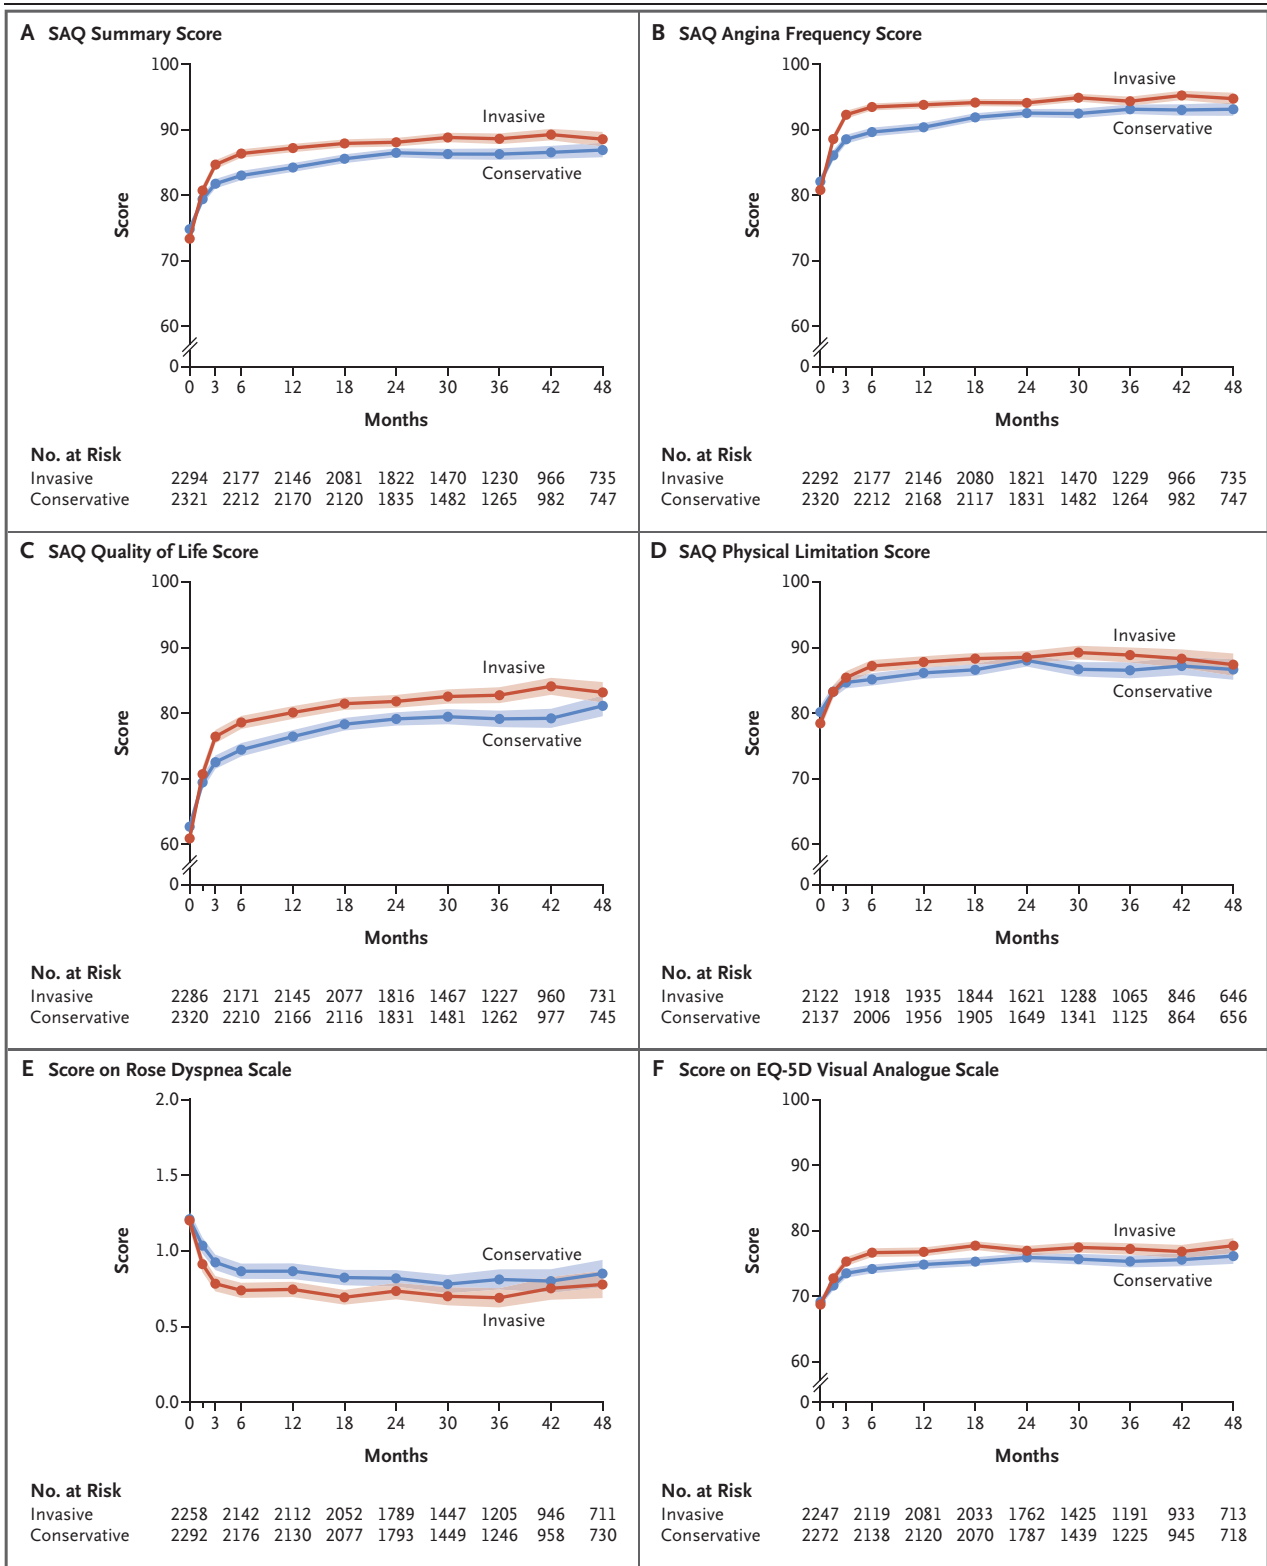 A SAQ Summary Score
100
90
80
70
60
0
Score
Invasive
Conservative
0 3 6 12 18 24 30 36 42 48
Months
No. at Risk
Invasive 2294 2177 2146 2081 1822 1470 1230 966 735
Conservative 2321 2212 2170 2120 1835 1482 1265 982 747
B SAQ Angina Frequency Score
100
90
80
70
60
0
Score
Invasive
Conservative
0 3 6 12 18 24 30 36 42 48
Months
No. at Risk
Invasive 2292 2177 2146 2080 1821 1470 1229 966 735
Conservative 2320 2212 2168 2117 1831 1482 1264 982 747
C SAQ Quality of Life Score
100
90
80
70
60
0
Score
Invasive
Conservative
0 3 6 12 18 24 30 36 42 48
Months
No. at Risk
Invasive 2286 2171 2145 2077 1816 1467 1227 960 731
Conservative 2320 2210 2166 2116 1831 1481 1262 977 745
D SAQ Physical Limitation Score
100
90
80
70
60
0
Score
Invasive
Conservative
0 3 6 12 18 24 30 36 42 48
Months
No. at Risk
Invasive 2122 1918 1935 1844 1621 1288 1065 846 646
Conservative 2137 2006 1956 1905 1649 1341 1125 864 656
E Score on Rose Dyspnea Scale
2.0
1.5
1.0
0.5
0.0
Score
Conservative
Invasive
0 3 6 12 18 24 30 36 42 48
Months
No. at Risk
Invasive 2258 2142 2112 2052 1789 1447 1205 946 711
Conservative 2292 2176 2130 2077 1793 1449 1246 958 730
F Score on EQ-5D Visual Analogue Scale
100
90
80
70
60
0
Score
Invasive
Conservative
0 3 6 12 18 24 30 36 42 48
Months
No. at Risk
Invasive 2247 2119 2081 2033 1762 1425 1191 933 713
Conservative 2272 2138 2120 2070 1787 1439 1225 945 718